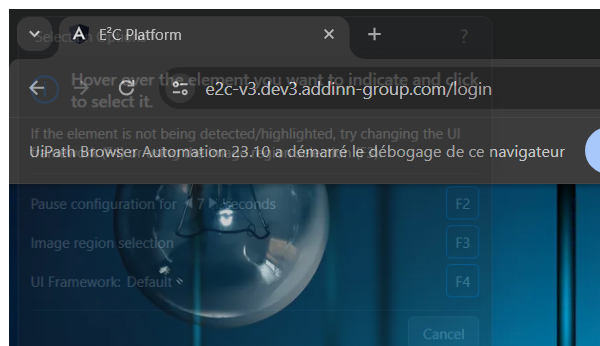 Selection Options
E²C Platform
?
Hover over the element you want to indicate and click
to select it.
e2c-v3.dev3.addinn-group.com/login
If the element is not being detected/highlighted, try changing the UI
UiPath Browser Automation 23.10 a démarré le débogage de ce navigateur
Pause configuration for 7 seconds
F2
Image region selection
F3
UI Framework: Default
F4
Cancel